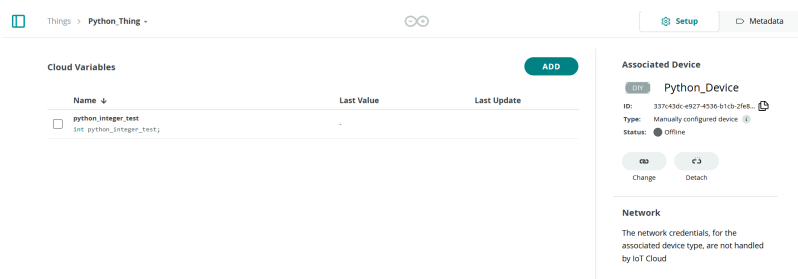 Things > Python_Thing
Setup
Metadata
Cloud Variables
ADD
Name ↓ Last Value Last Update
python_integer_test
int python_integer_test;
-
Associated Device
DIY Python_Device
ID: 337c43dc-e927-4536-b1cb-2fe8...
Type: Manually configured device i
Status: Offline
Change Detach
Network
The network credentials, for the
associated device type, are not handled
by IoT Cloud